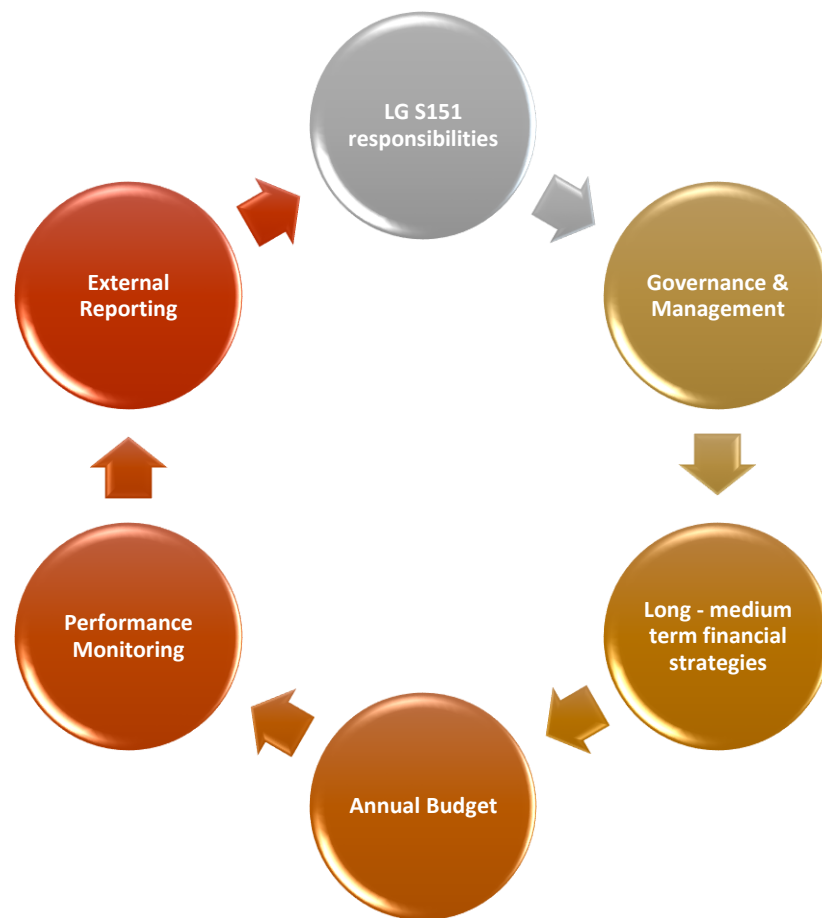 LG S151
responsibilities
Governance &
Management
Long - medium
term financial
strategies
Annual Budget
Performance
Monitoring
External
Reporting